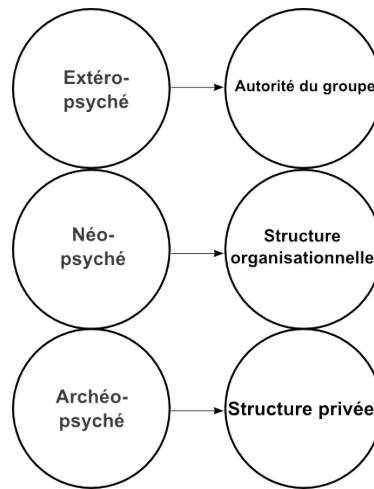 Extéro-
psyché
Autorité du groupe
Néo-
psyché
Structure
organisationnelle
Archéo-
psyché
Structure privée